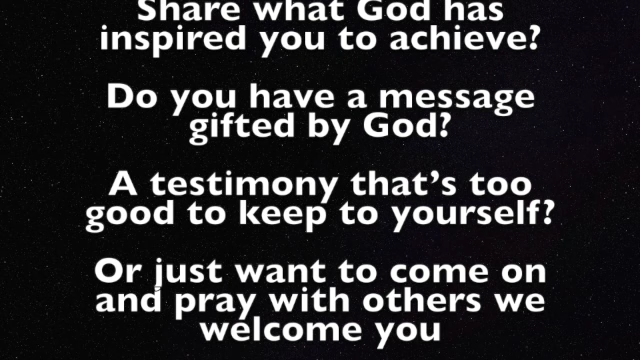 Share what God has
inspired you to achieve?
Do you have a message
gifted by God?
A testimony that's too
good to keep to yourself?
Or just want to come on
and pray with others we
welcome you